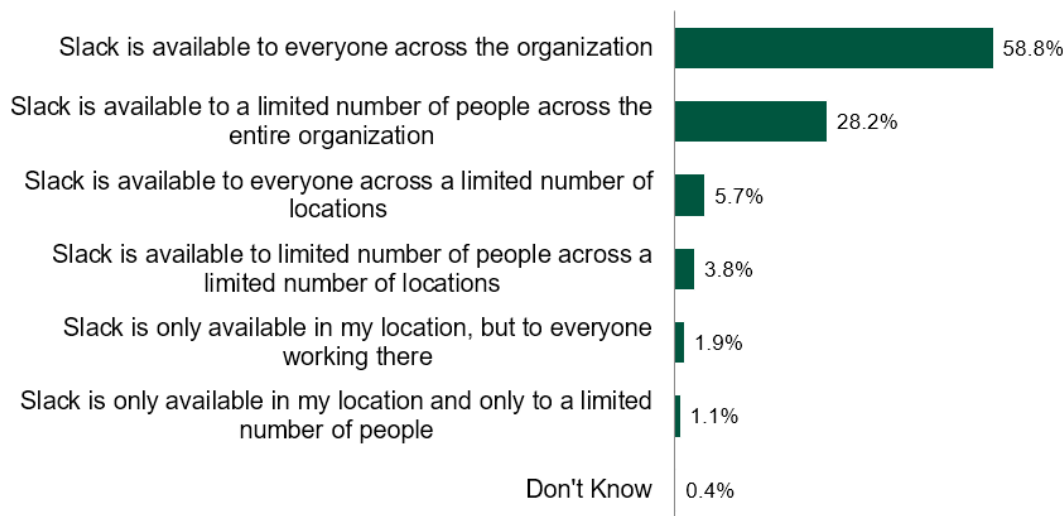 Slack is available to everyone across the organization
58.8%
Slack is available to a limited number of people across the
entire organization
28.2%
Slack is available to everyone across a limited number of
locations
5.7%
Slack is available to limited number of people across a
limited number of locations
3.8%
Slack is only available in my location, but to everyone
working there
1.9%
Slack is only available in my location and only to a limited
number of people
1.1%
Don't Know
0.4%